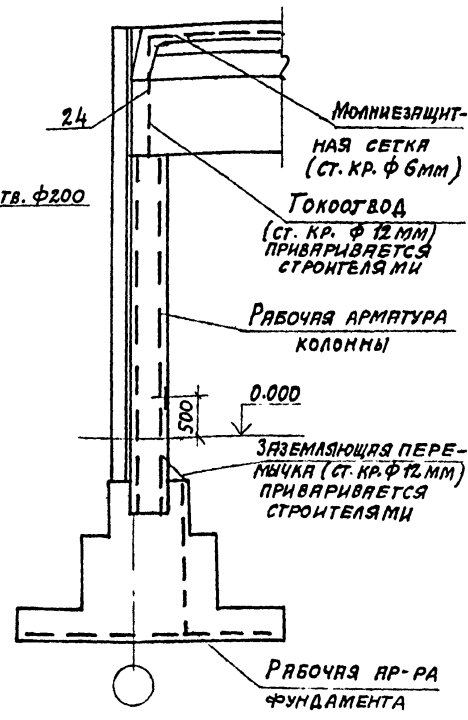 24
МОЛНИЕЗАЩИТ-
НАЯ СЕТКА
(СТ. КР. Ф 6ММ)
ТВ. Ф200
ТОКООТВОД
(СТ. КР. Ф 12 ММ)
ПРИВАРИВАЕТСЯ
СТРОИТЕЛЯМИ
РАБОЧАЯ АРМАТУРА
КОЛОННЫ
500
0.000
ЗАЗЕМЛЯЮЩАЯ ПЕРЕ-
МЫЧКА (СТ. КР. Ф 12 ММ)
ПРИВАРИВАЕТСЯ
СТРОИТЕЛЯМИ
РАБОЧАЯ АР-РА
ФУНДАМЕНТА